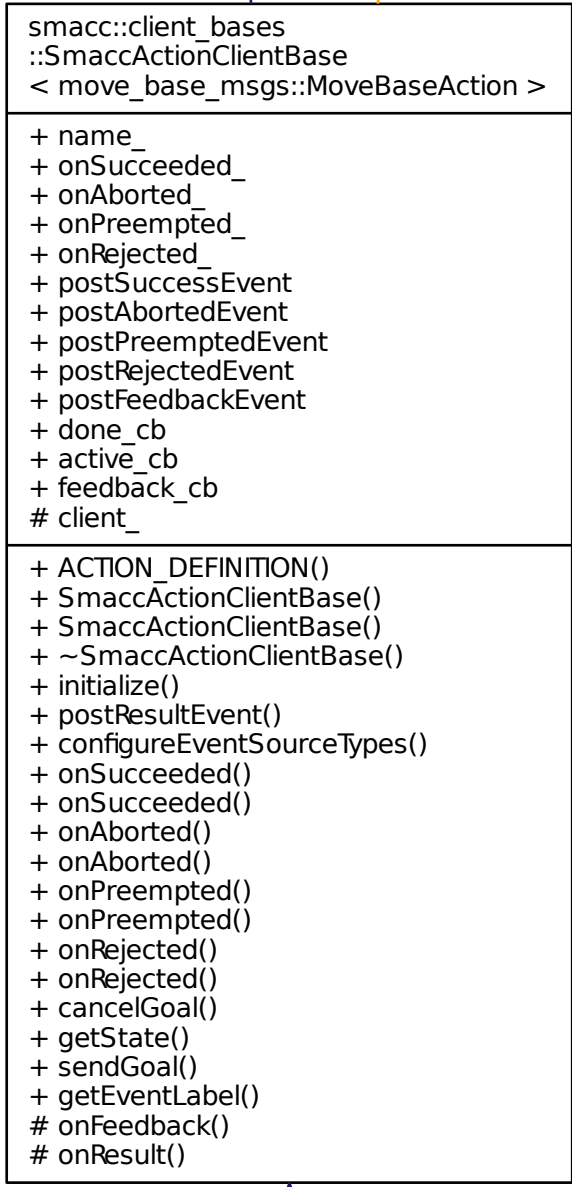 smacc::client_bases
::SmaccActionClientBase
< move_base_msgs::MoveBaseAction >
+ name_
+ onSucceeded_
+ onAborted_
+ onPreempted_
+ onRejected_
+ postSuccessEvent
+ postAbortedEvent
+ postPreemptedEvent
+ postRejectedEvent
+ postFeedbackEvent
+ done_cb
+ active_cb
+ feedback_cb
# client_
+ ACTION_DEFINITION()
+ SmaccActionClientBase()
+ SmaccActionClientBase()
+ ~SmaccActionClientBase()
+ initialize()
+ postResultEvent()
+ configureEventSourceTypes()
+ onSucceeded()
+ onSucceeded()
+ onAborted()
+ onAborted()
+ onPreempted()
+ onPreempted()
+ onRejected()
+ onRejected()
+ cancelGoal()
+ getState()
+ sendGoal()
+ getEventLabel()
# onFeedback()
# onResult()